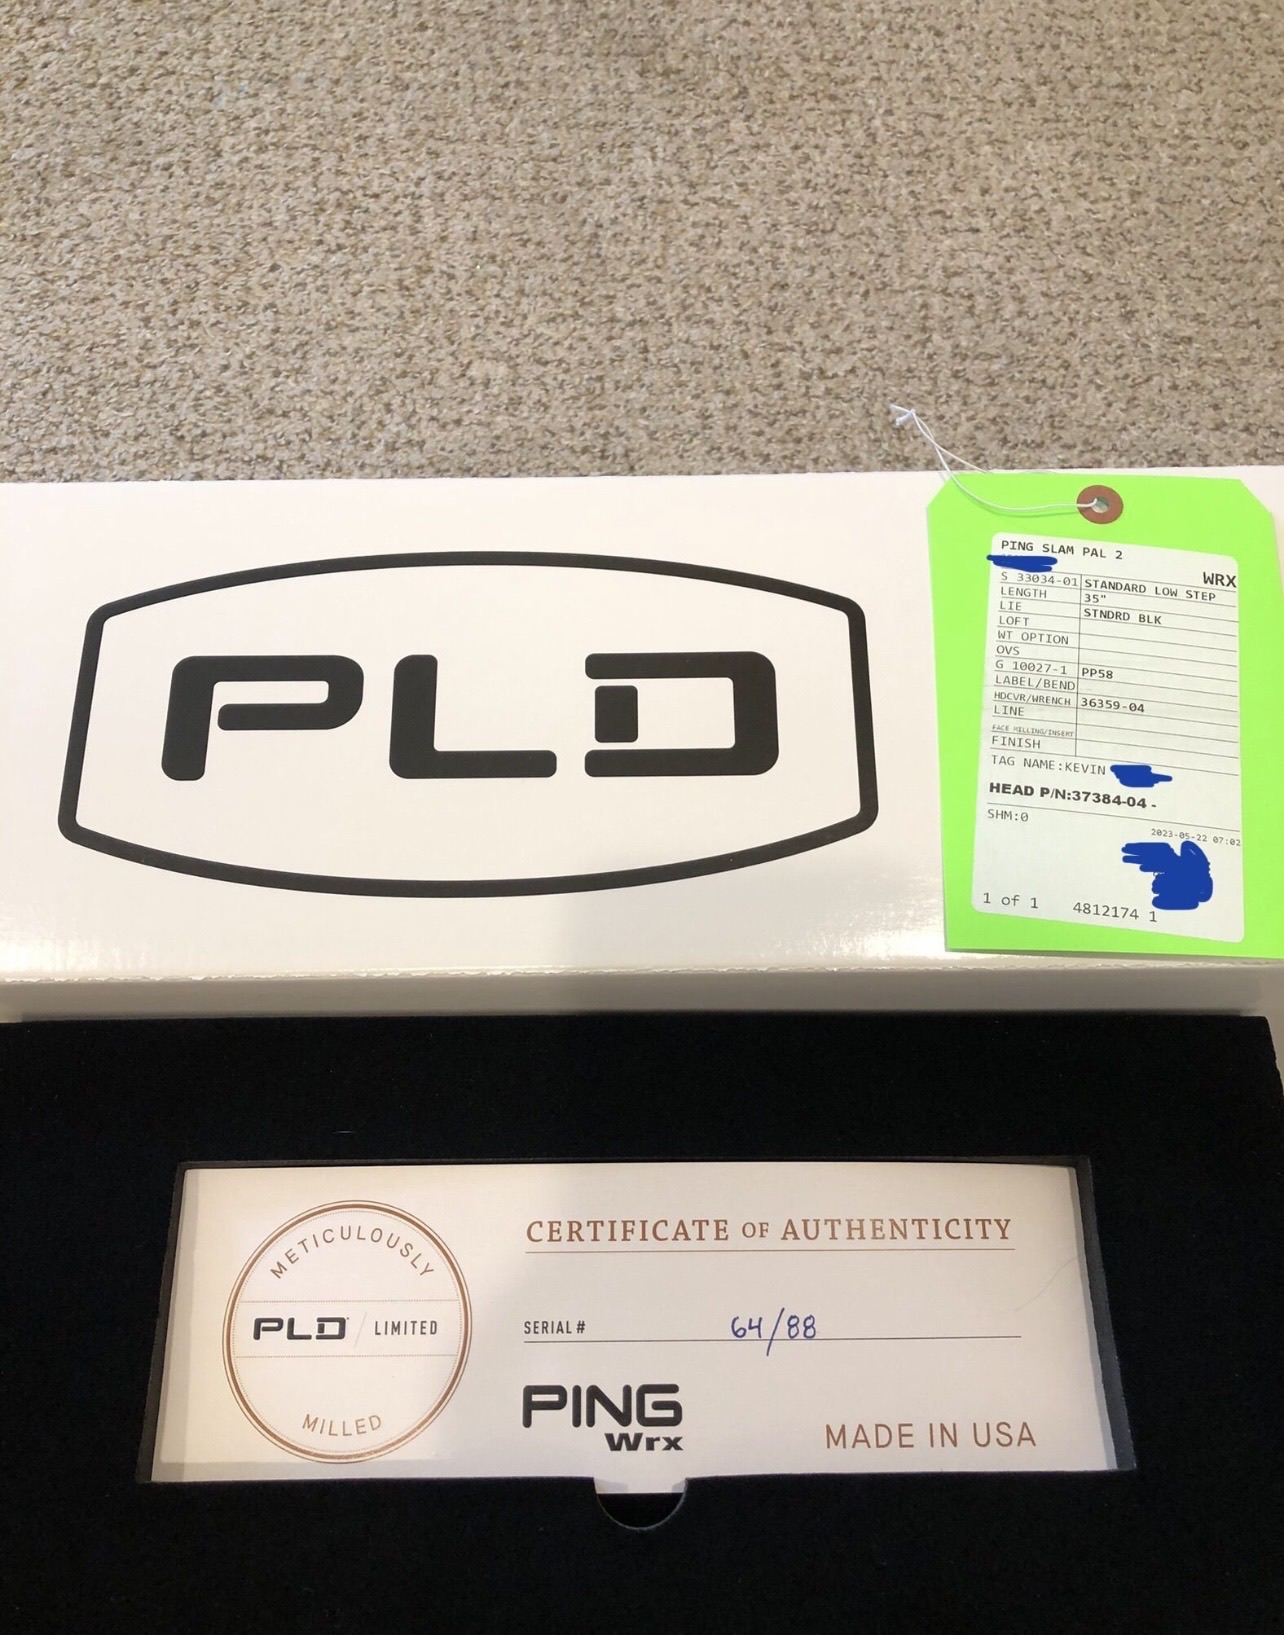 PLD
PING SLAM PAL 2
WRX
S 33034-01 STANDARD LOW STEP
LENGTH 35"
LIE STNDRD BLK
LOFT
WT OPTION
OVS
G 10027-1 PP58
LABEL/BEND
HDCVR/WRENCH 36359-04
LINE
FACE MILLING/INSERT
FINISH
TAG NAME:KEVIN
HEAD P/N:37384-04 -
SHM:0
2023-05-22 07:02
1 of 1 4812174 1
METICULOUSLY
PLD / LIMITED
MILLED
CERTIFICATE OF AUTHENTICITY
SERIAL # 64/88
PING
Wrx
MADE IN USA